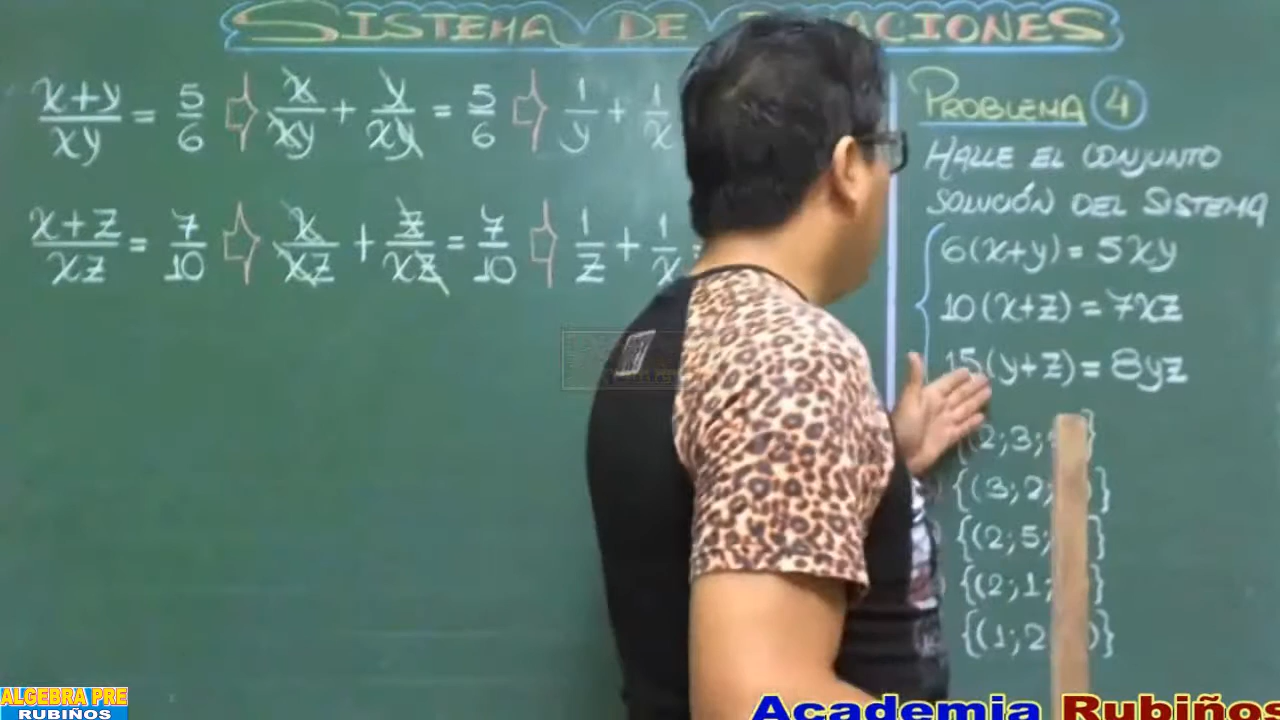 SISTEMA DE
x+y/xy = 5/6 ⇨ x/xy + y/xy = 5/6 ⇨ 1/y + 1/x
x+z/xz = 7/10 ⇨ x/xz + z/xz = 7/10 ⇨ 1/z + 1/x
PROBLEMA 4
HALLE EL CONJUNTO
SOLUCIÓN DEL SISTEMA
6(x+y) = 5xy
10(x+z) = 7xz
15(y+z) = 8yz
(2;3; }
{(3;2; }
{(2;5; }
{(2;1; }
{(1;2 )}
ALGEBRA PRE
RUBIÑOS
Academia Rubiños